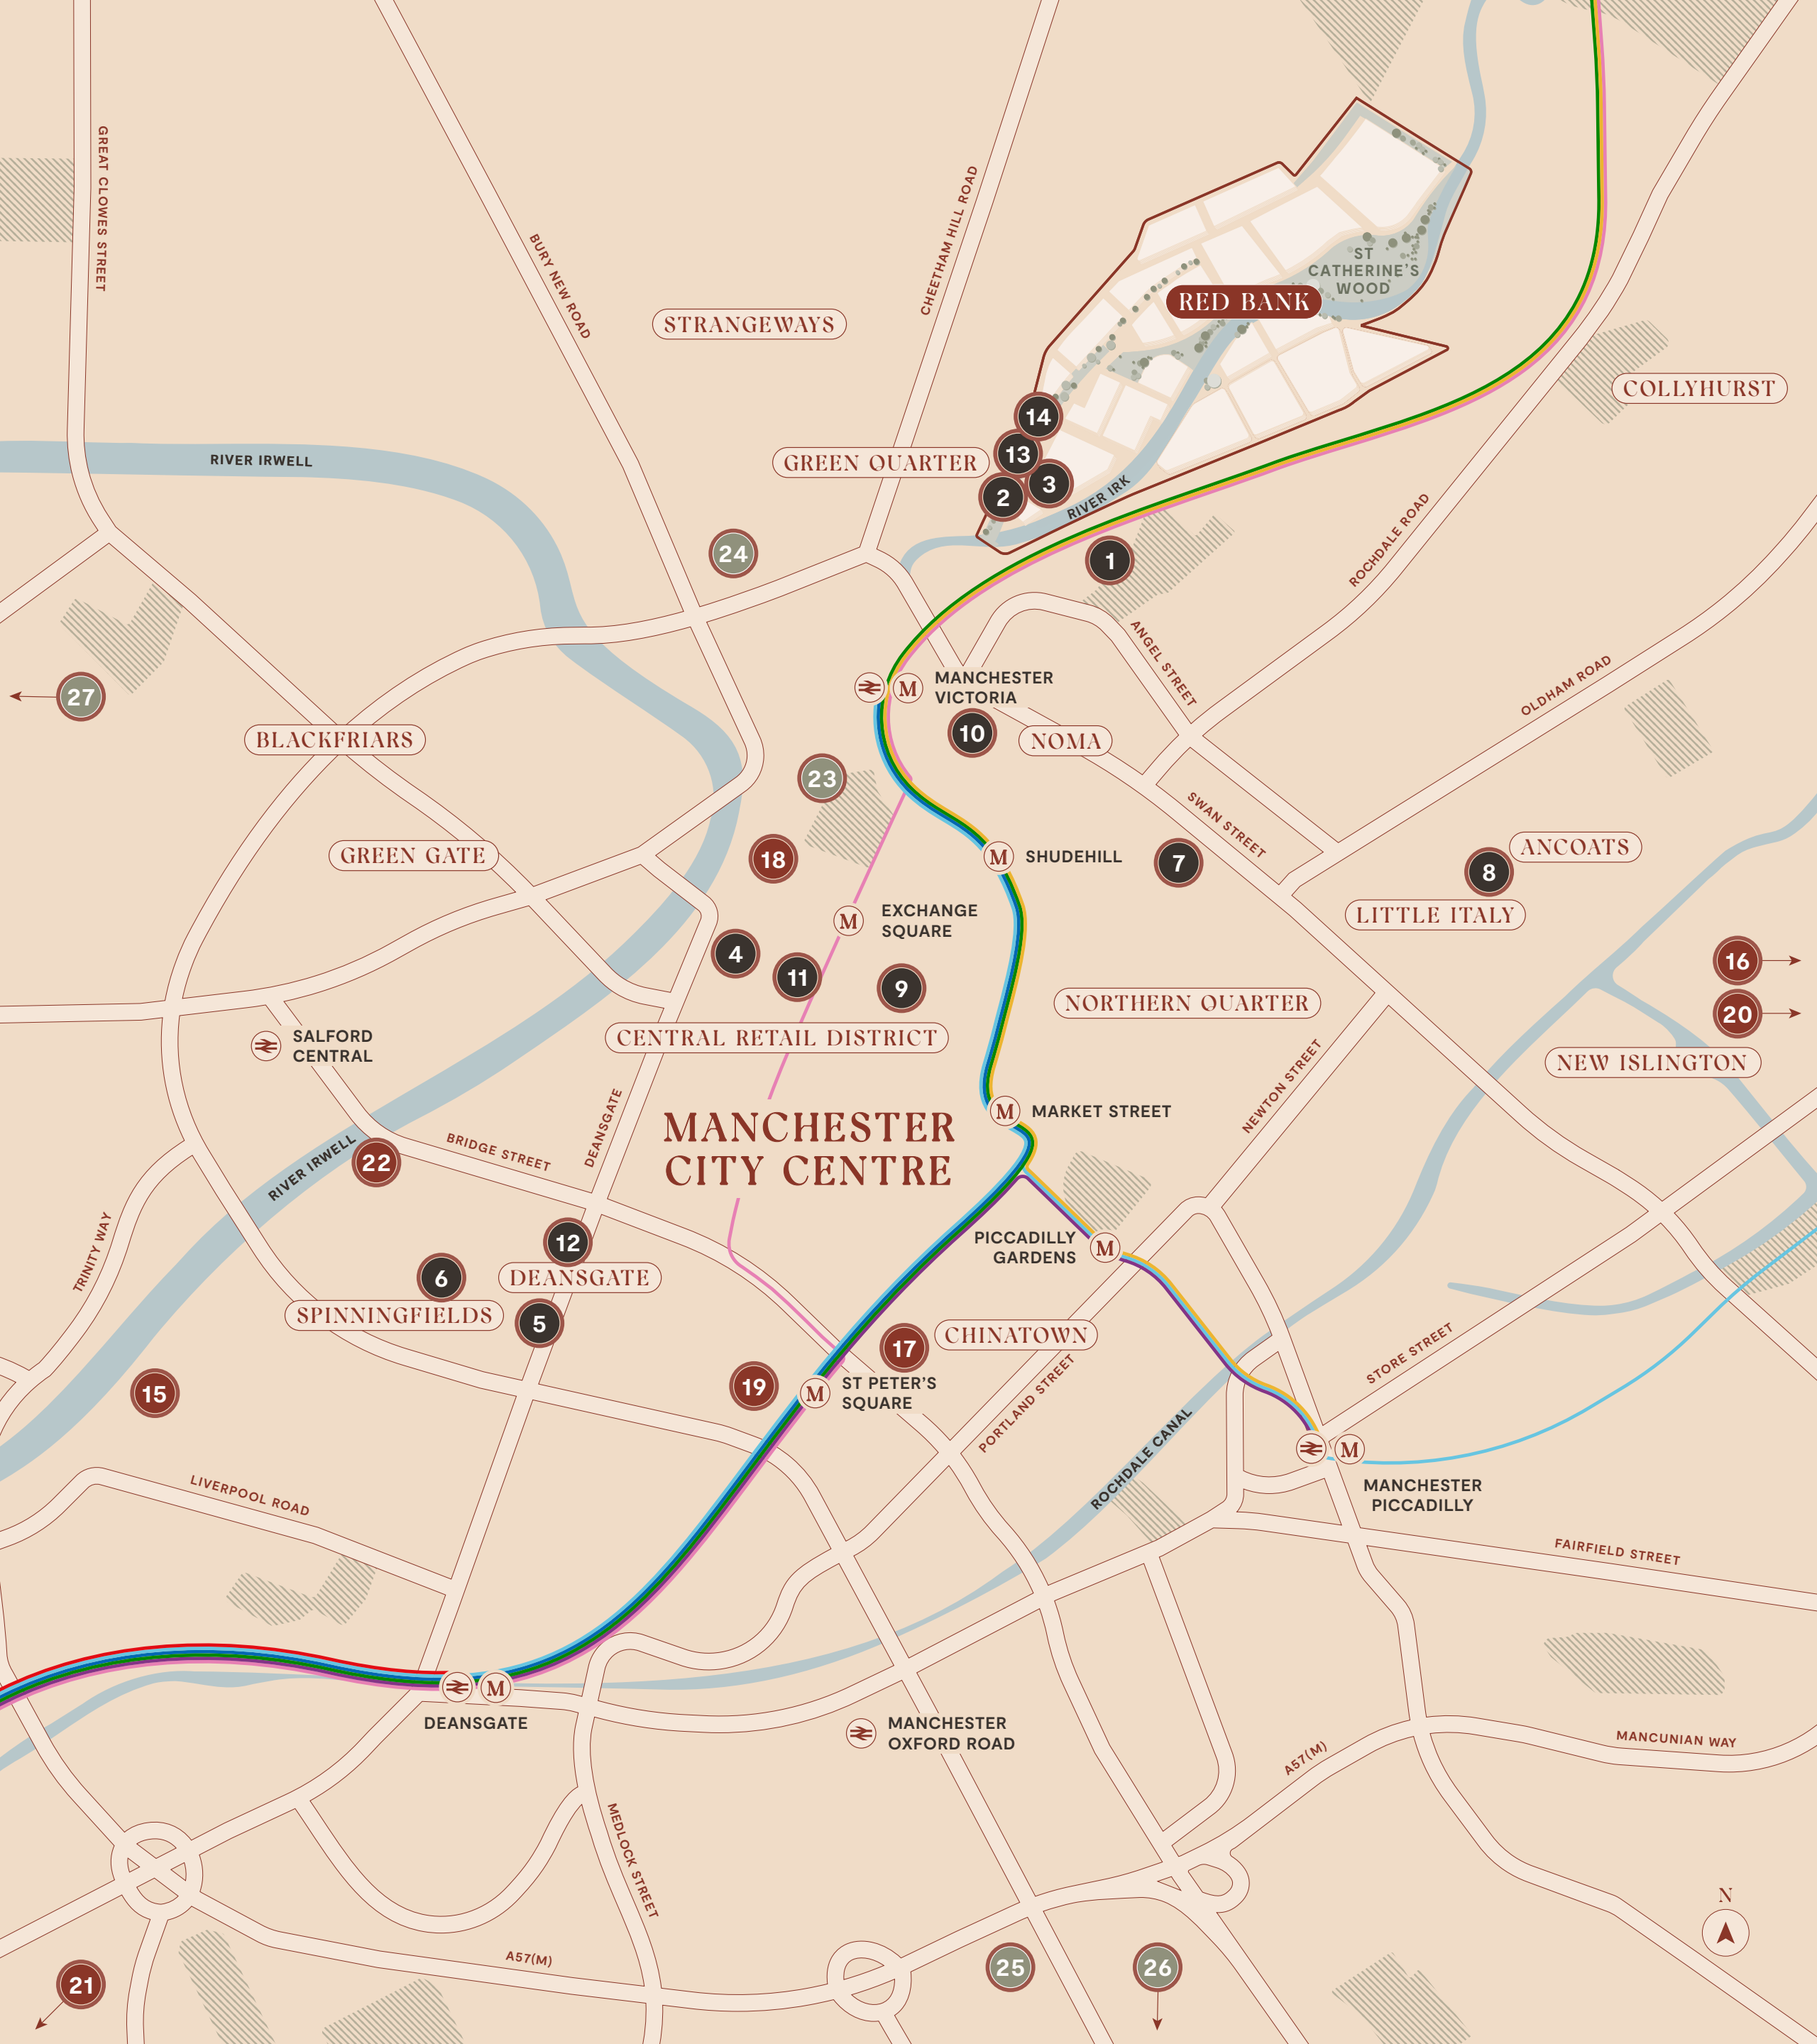 GREAT CLOWES STREET
BURY NEW ROAD
CHEETHAM HILL ROAD
ST
CATHERINE'S
WOOD
RED BANK
STRANGEWAYS
COLLYHURST
14
13
3
2
GREEN QUARTER
RIVER IRWELL
RIVER IRK
24
1
ROCHDALE ROAD
ANGEL STREET
OLDHAM ROAD
27
M
MANCHESTER
VICTORIA
10
NOMA
BLACKFRIARS
23
SWAN STREET
GREEN GATE
18
M
SHUDEHILL
7
8
ANCOATS
LITTLE ITALY
M
EXCHANGE
SQUARE
4
11
9
16
20
NORTHERN QUARTER
CENTRAL RETAIL DISTRICT
SALFORD
CENTRAL
NEW ISLINGTON
NEWTON STREET
DEANSGATE
M
MARKET STREET
MANCHESTER
CITY CENTRE
BRIDGE STREET
22
RIVER IRWELL
TRINITY WAY
12
6
DEANSGATE
SPINNINGFIELDS
5
PICCADILLY
GARDENS
M
17
CHINATOWN
STORE STREET
15
19
M
ST PETER'S
SQUARE
PORTLAND STREET
ROCHDALE CANAL
M
MANCHESTER
PICCADILLY
LIVERPOOL ROAD
FAIRFIELD STREET
M
DEANSGATE
MANCHESTER
OXFORD ROAD
A57(M)
MANCUNIAN WAY
MEDLOCK STREET
N
A57(M)
21
25
26